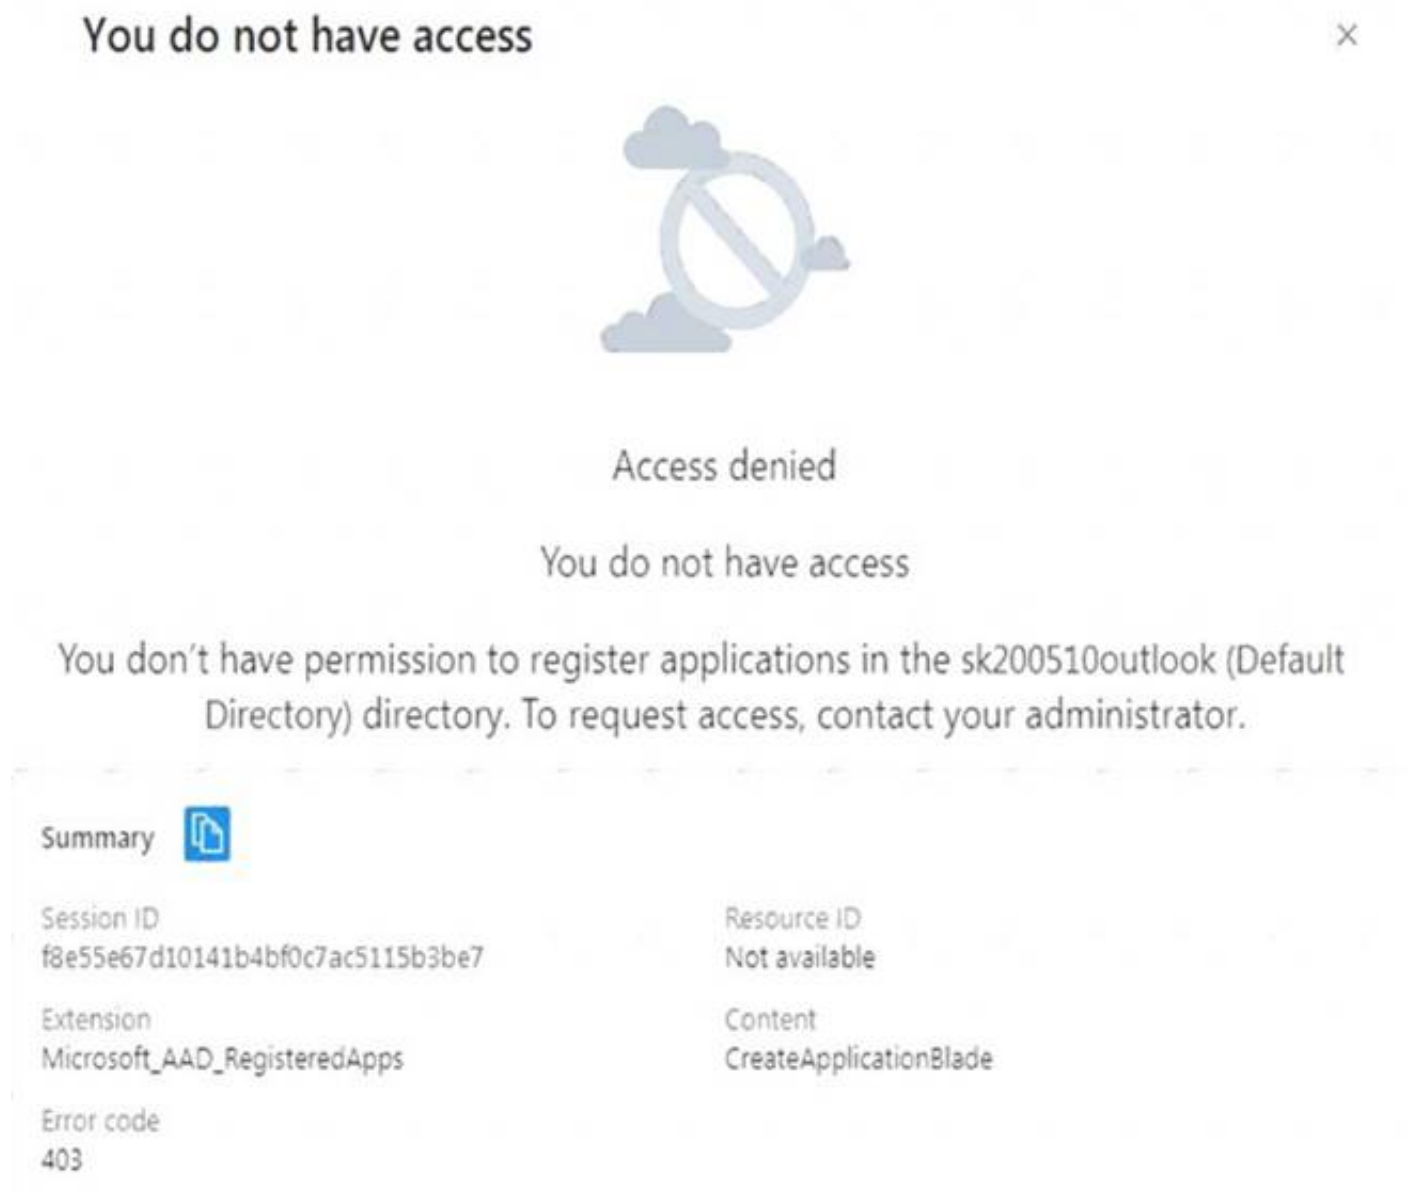 You do not have access
Access denied
You do not have access
You don't have permission to register applications in the sk200510outlook (Default
Directory) directory. To request access, contact your administrator.
Summary
Session ID
f8e55e67d10141b4bf0c7ac5115b3be7
Resource ID
Not available
Extension
Microsoft_AAD_RegisteredApps
Content
CreateApplicationBlade
Error code
403